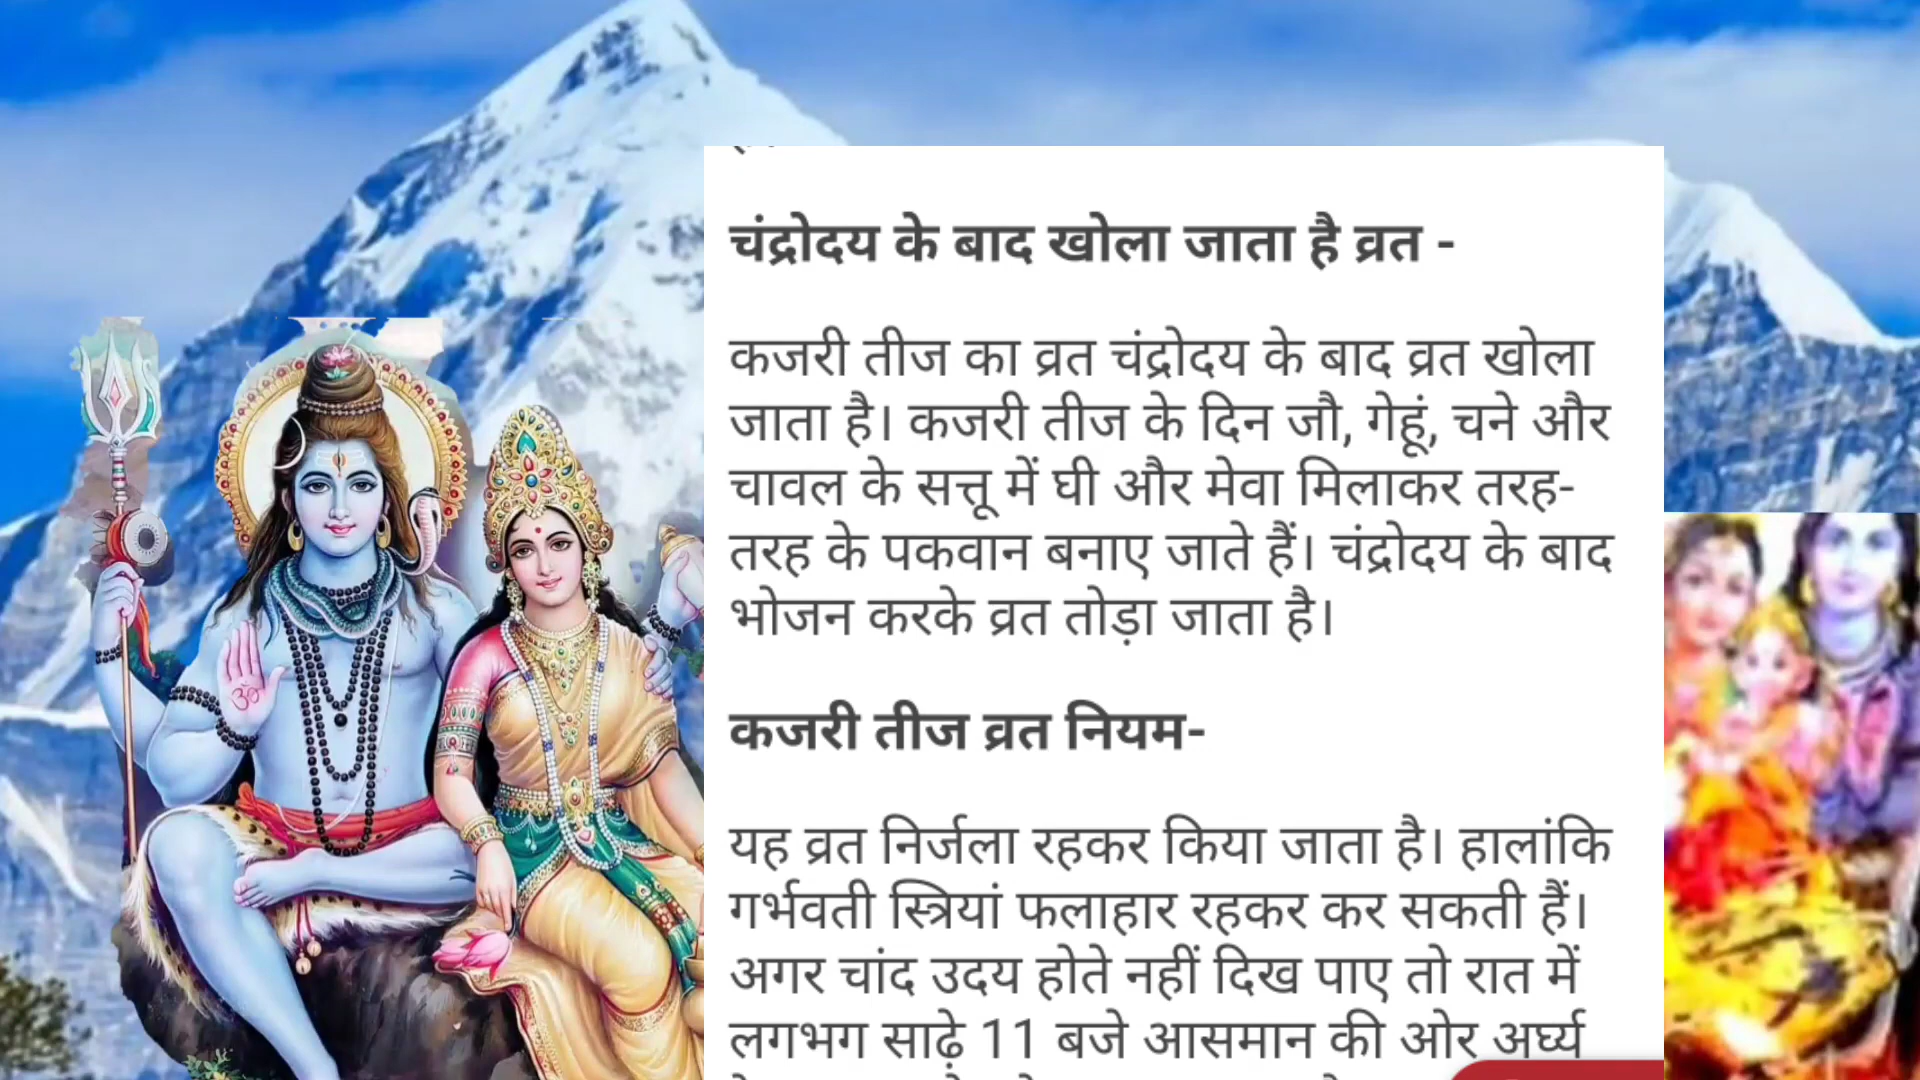 चंद्रोदय के बाद खोला जाता है व्रत -
कजरी तीज का व्रत चंद्रोदय के बाद व्रत खोला
जाता है। कजरी तीज के दिन जौ, गेहूं, चने और
चावल के सत्तू में घी और मेवा मिलाकर तरह-
तरह के पकवान बनाए जाते हैं। चंद्रोदय के बाद
भोजन करके व्रत तोड़ा जाता है।
कजरी तीज व्रत नियम-
यह व्रत निर्जला रहकर किया जाता है। हालांकि
गर्भवती स्त्रियां फलाहार रहकर कर सकती हैं।
अगर चांद उदय होते नहीं दिख पाए तो रात में
लगभग साढ़े 11 बजे आसमान की ओर अर्घ्य
ॐ